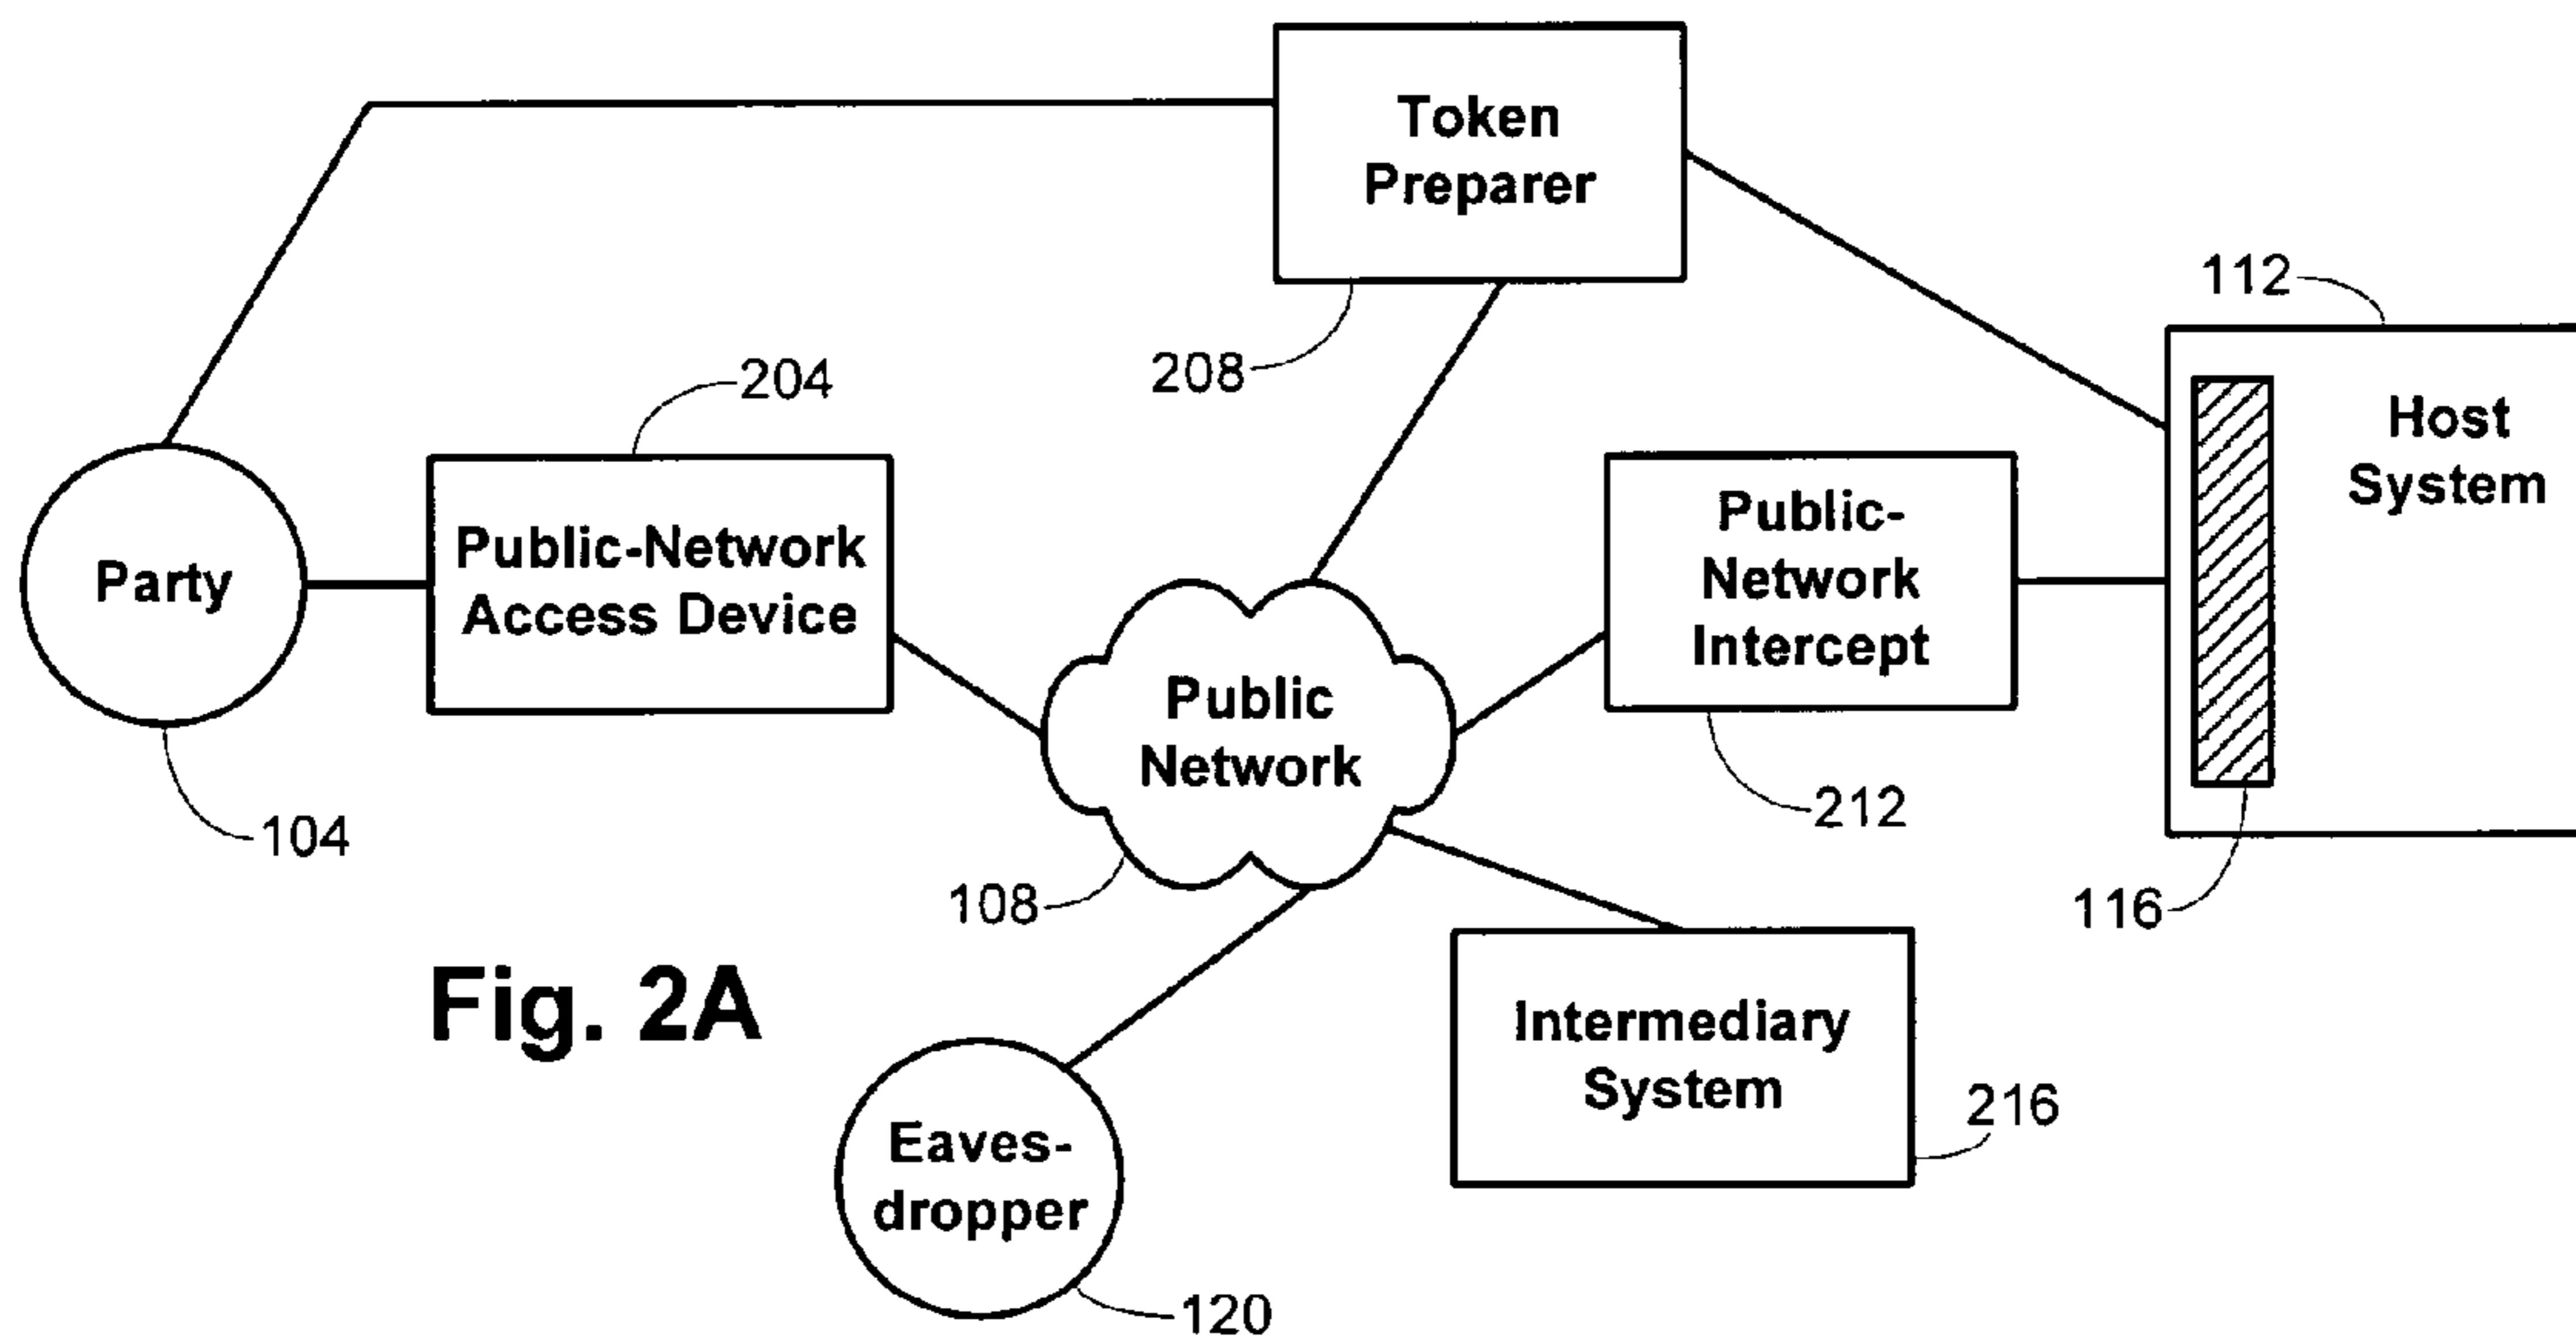 Token
Preparer
208
112
Host
System
116
204
Party
104
Public-Network
Access Device
Public-
Network
Intercept
212
Public
Network
108
Fig. 2A
Intermediary
System
216
Eaves-
dropper
120